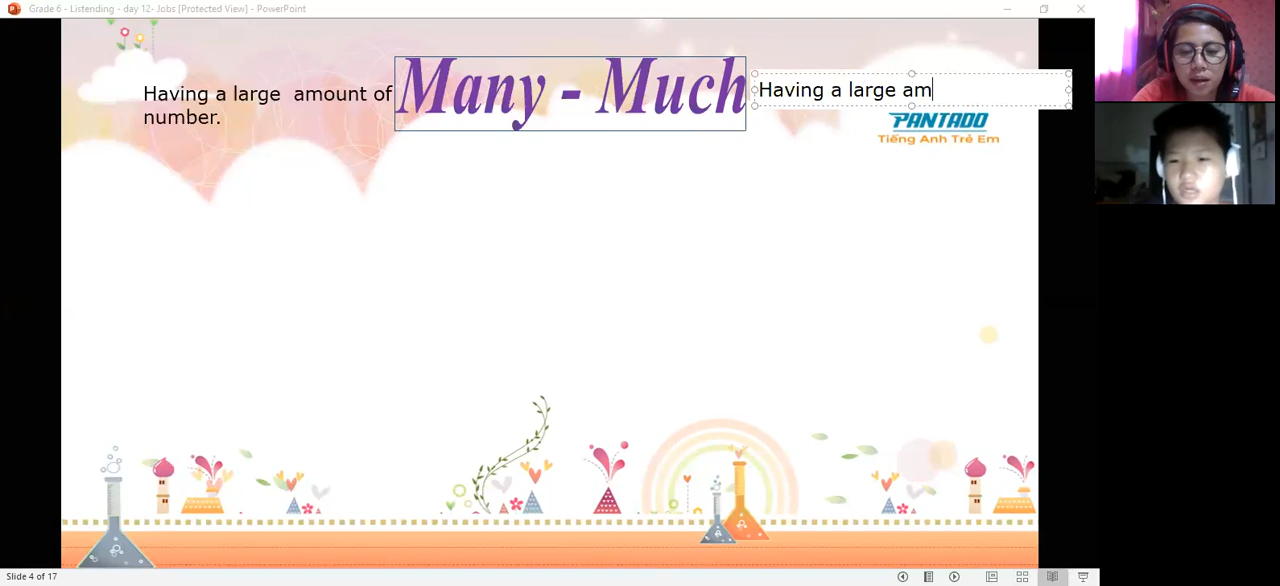 Grade 6 - Listending - day 12- Jobs [Protected View] - PowerPoint
Having a large  amount of
number.
Many - Much
Having a large am
PANTADO
Tiếng Anh Trẻ Em
Slide 4 of 17